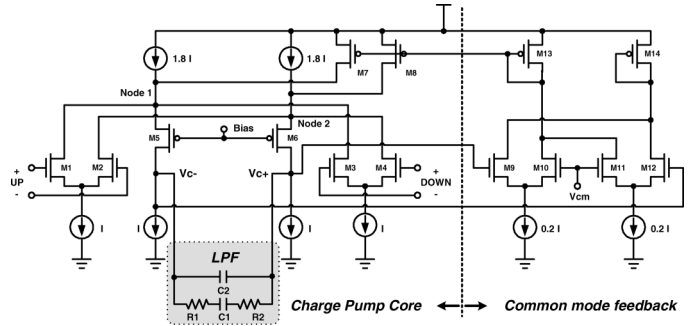 1.8 I
1.8 I
M7
M8
M13
M14
Node 1
Node 2
Bias
M5
M6
M1
M2
M3
M4
M9
M10
M11
M12
+
UP
-
Vc-
Vc+
+
DOWN
-
Vcm
I
I
I
I
0.2 I
0.2 I
LPF
C2
R1
C1
R2
Charge Pump Core
Common mode feedback